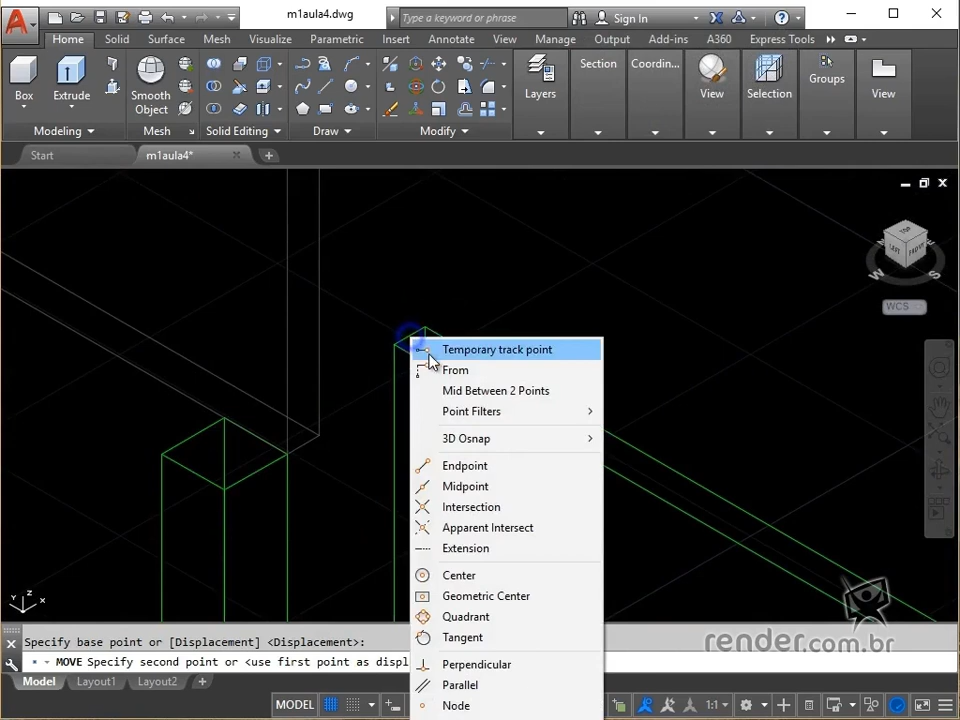 m1aula4.dwg
Type a keyword or phrase
Sign In
Home Solid Surface Mesh Visualize Parametric Insert Annotate View Manage Output Add-ins A360 Express Tools
Box
Extrude
Smooth Object
Layers
Section
Coordin...
View
Selection
Groups
View
Modeling
Mesh
Solid Editing
Draw
Modify
Start
m1aula4*
TOP
LEFT
W
S
WCS
Temporary track point
From
Mid Between 2 Points
Point Filters
3D Osnap
Endpoint
Midpoint
Intersection
Apparent Intersect
Extension
Center
Geometric Center
Quadrant
Tangent
Perpendicular
Parallel
Node
Z
Y
X
render.com.br
Specify base point or [Displacement] <Displacement>:
MOVE Specify second point or <use first point as displ
Model Layout1 Layout2
MODEL
1:1